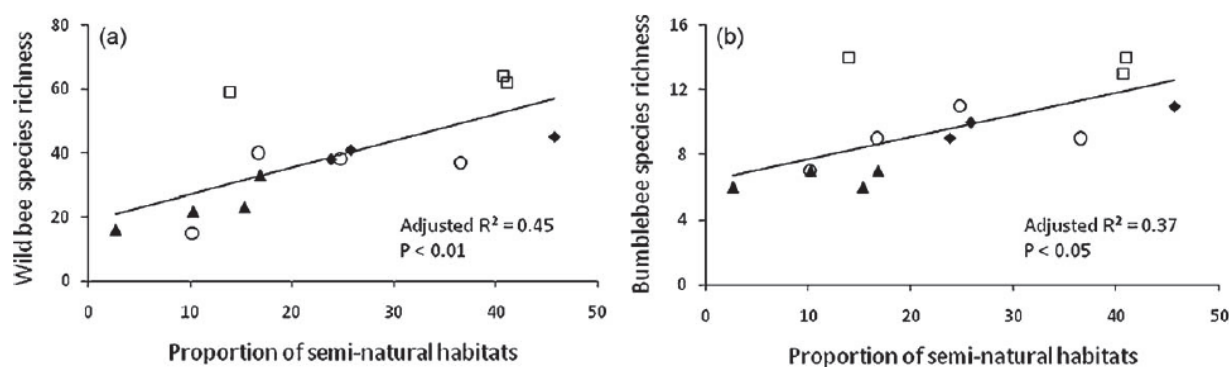 (a)
Wild bee species richness
80
60
40
20
0
Adjusted R² = 0.45
P < 0.01
0 10 20 30 40 50
Proportion of semi-natural habitats
(b)
Bumblebee species richness
16
12
8
4
0
Adjusted R² = 0.37
P < 0.05
0 10 20 30 40 50
Proportion of semi-natural habitats